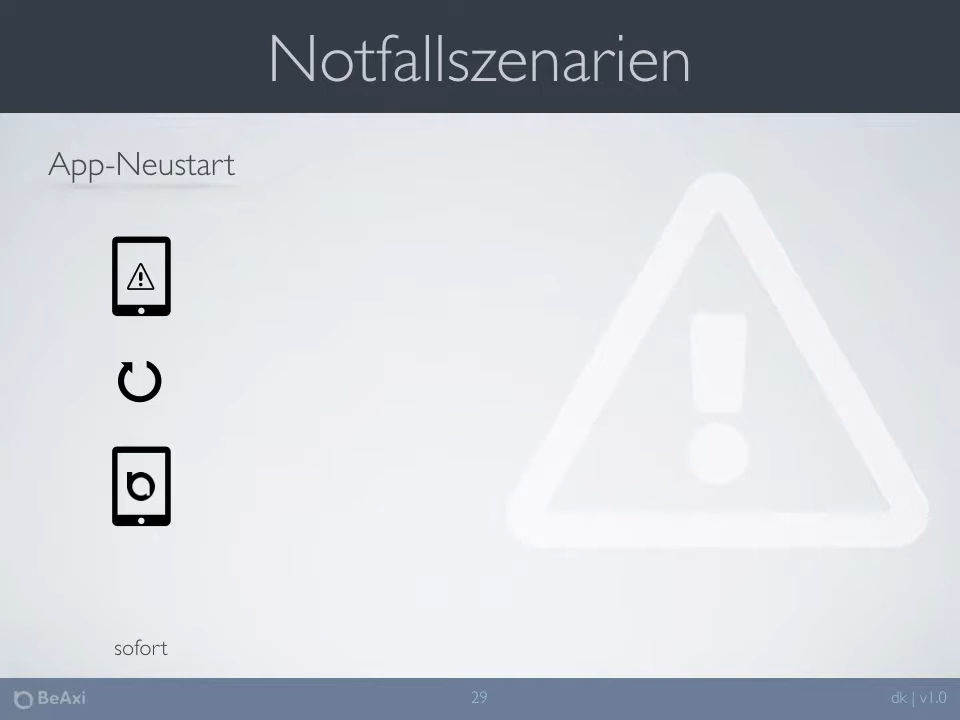 Notfallszenarien
App-Neustart
sofort
BeAxi
29
dk | v1.0